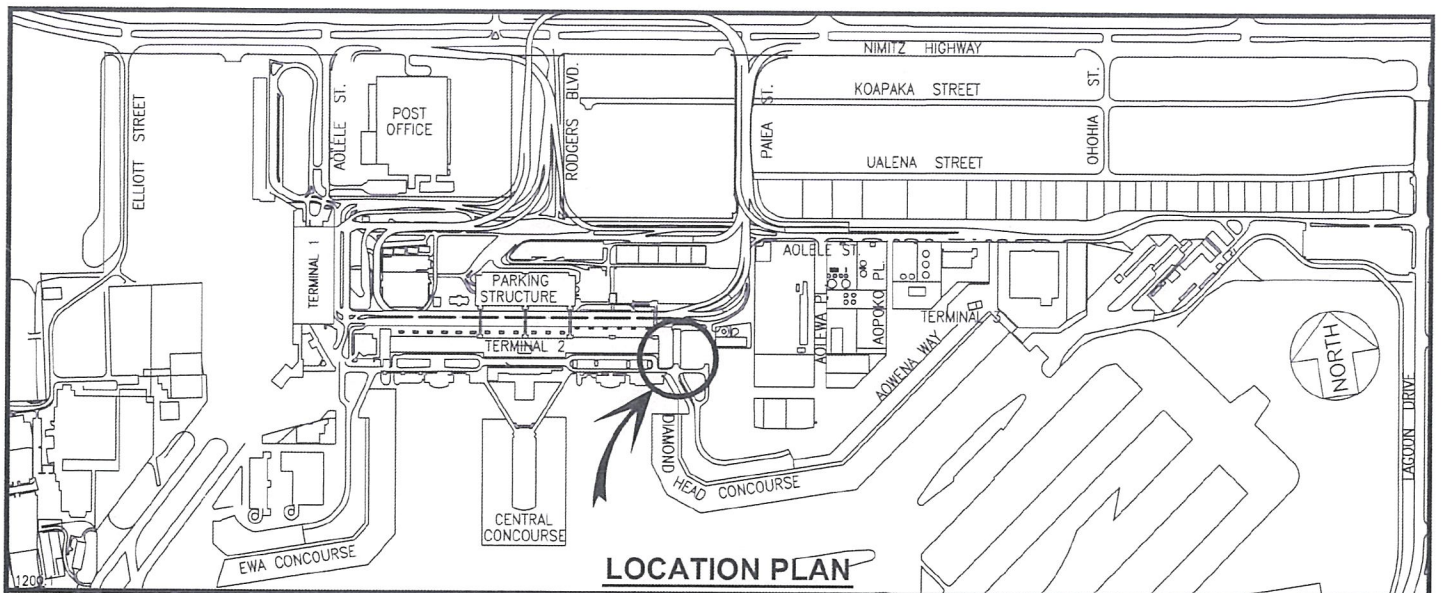 NIMITZ HIGHWAY
KOAPAKA STREET
UALENA STREET
ELLIOTT STREET
AOLELE ST.
POST
OFFICE
RODGERS BLVD.
PAIEA ST.
OHOHIA ST.
TERMINAL 1
PARKING
STRUCTURE
TERMINAL 2
AOLELE ST.
AOLEWA PL.
AOPOKO PL.
TERMINAL 3
AOWENA WAY
NORTH
LAGOON DRIVE
DIAMOND HEAD CONCOURSE
CENTRAL
CONCOURSE
EWA CONCOURSE
LOCATION PLAN